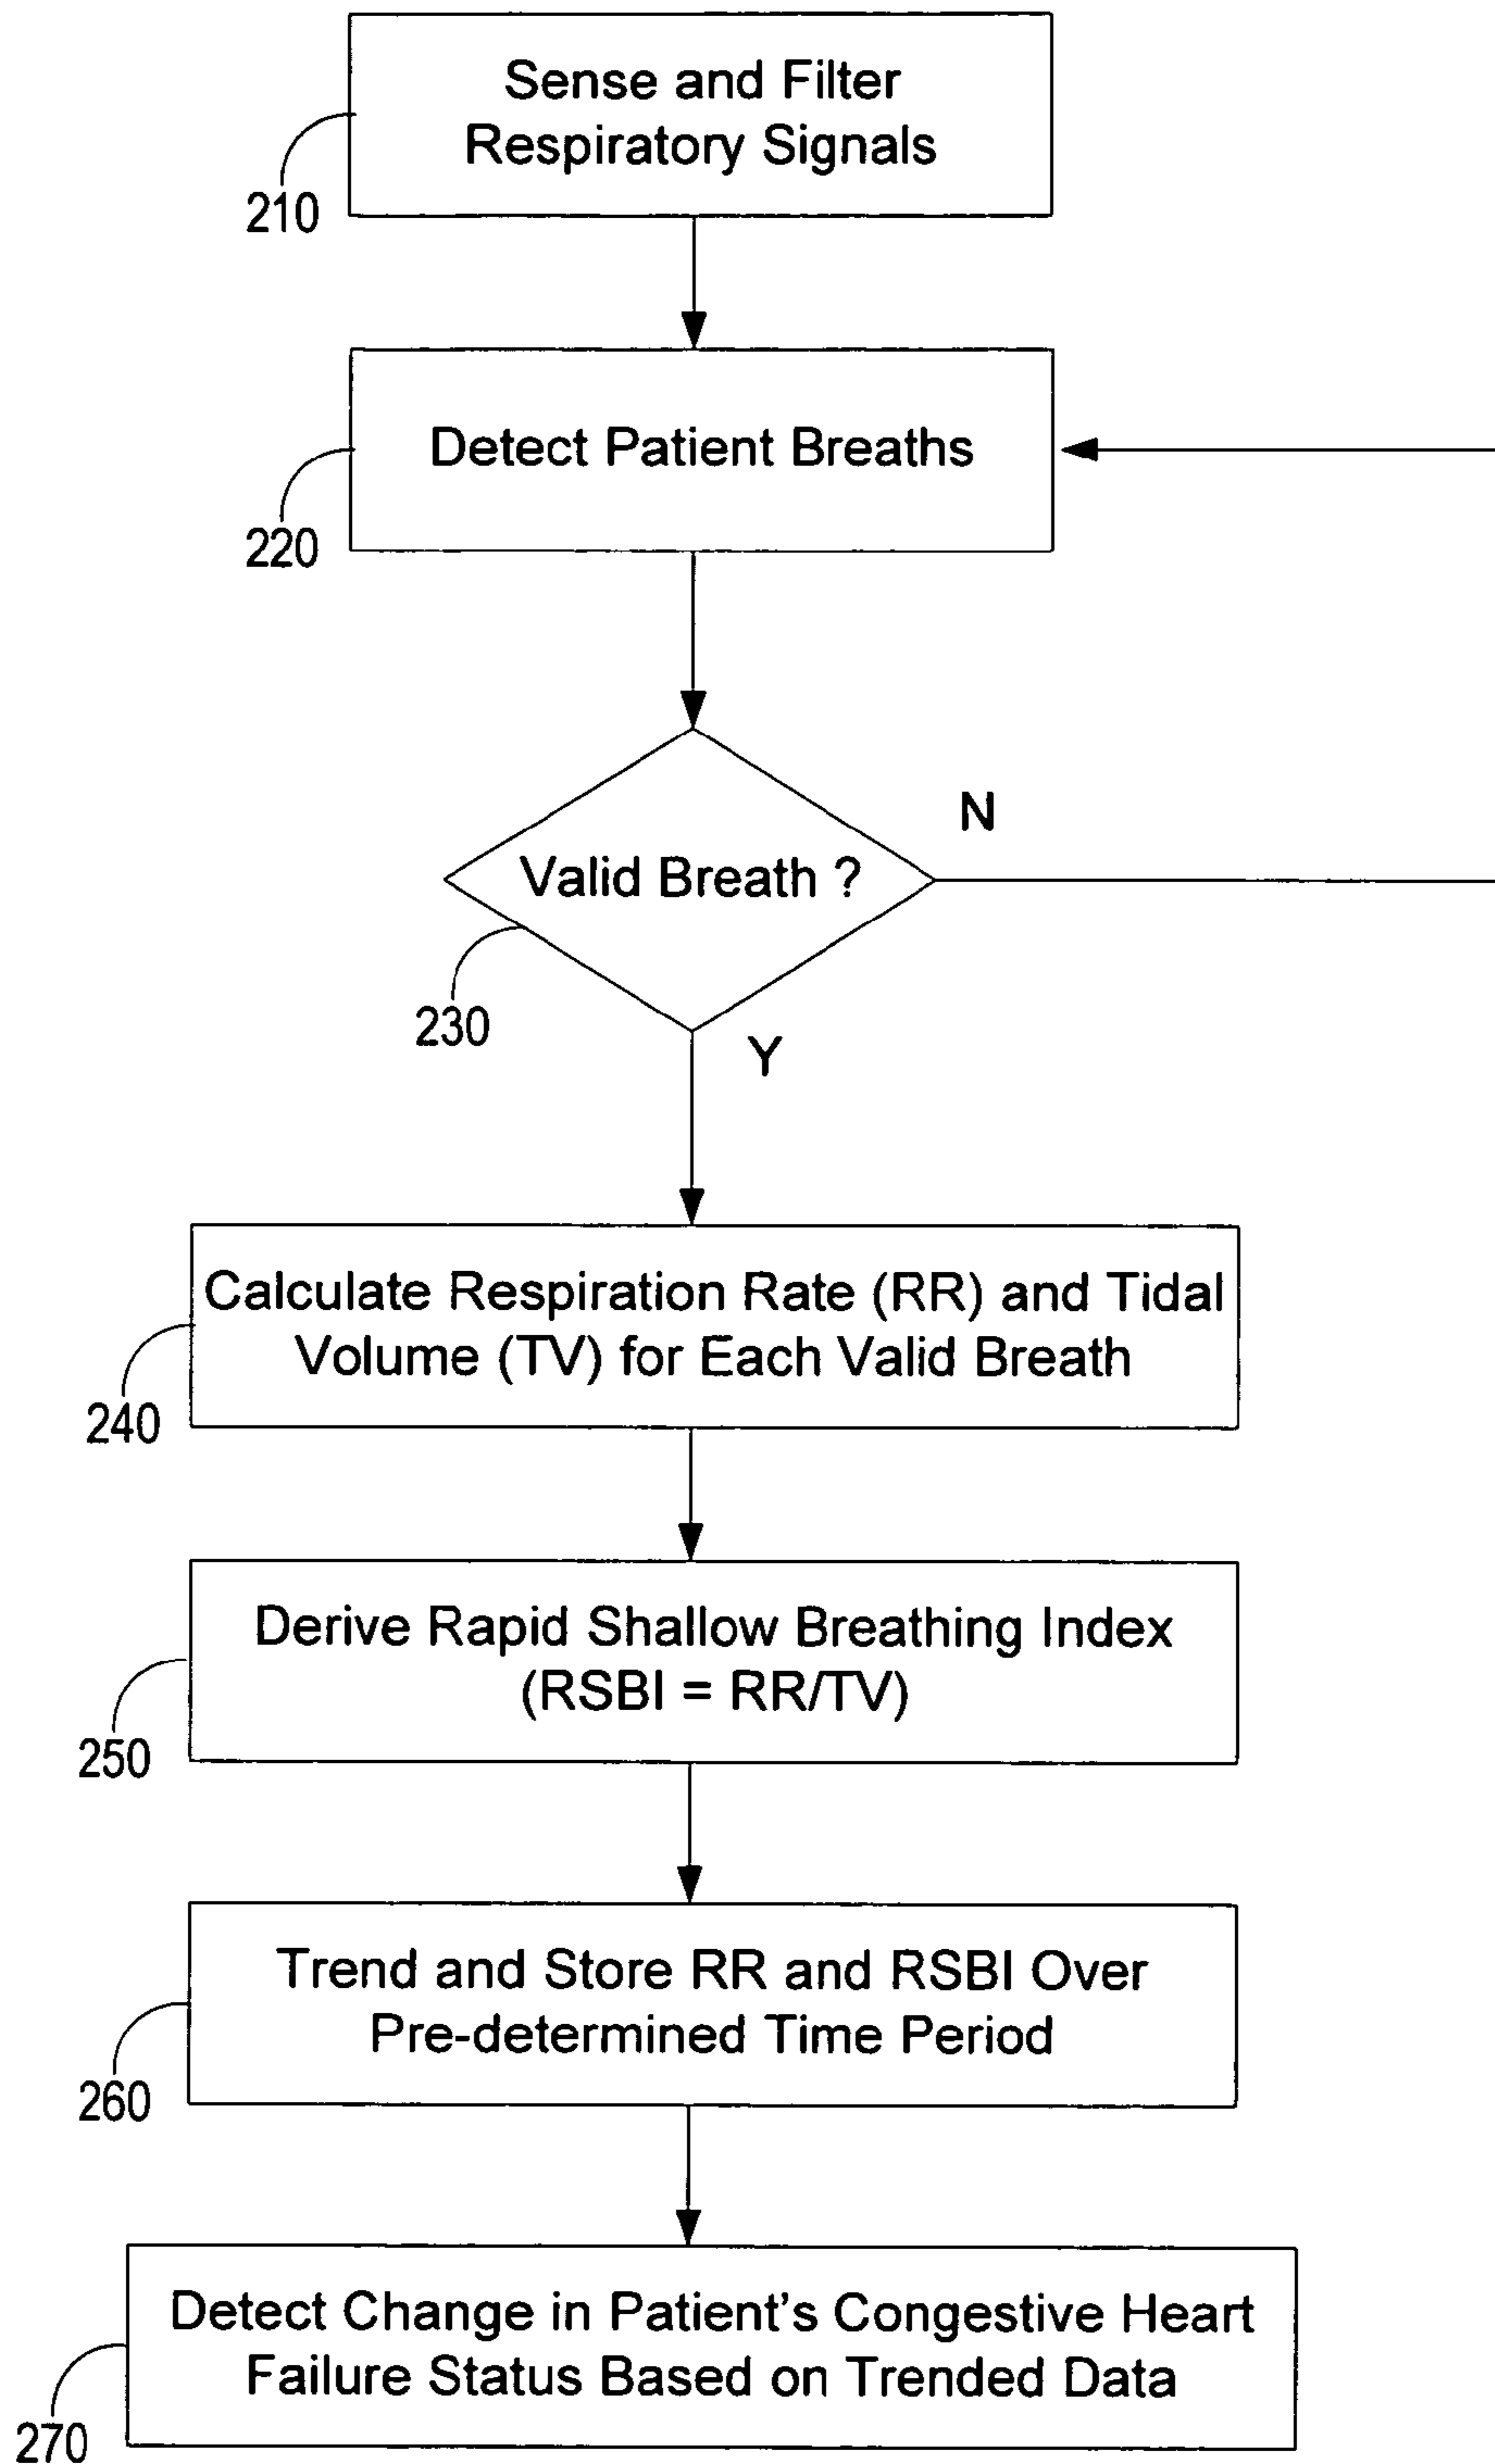 Sense and Filter
Respiratory Signals
210
Detect Patient Breaths
220
N
Valid Breath ?
230
Y
Calculate Respiration Rate (RR) and Tidal
Volume (TV) for Each Valid Breath
240
Derive Rapid Shallow Breathing Index
(RSBI = RR/TV)
250
Trend and Store RR and RSBI Over
Pre-determined Time Period
260
Detect Change in Patient's Congestive Heart
Failure Status Based on Trended Data
270